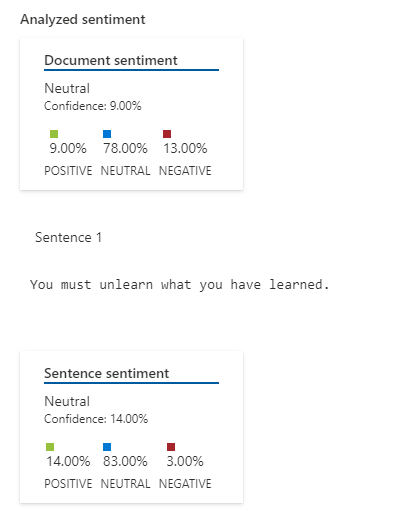 Analyzed sentiment
Document sentiment
Neutral
Confidence: 9.00%
9.00% 78.00% 13.00%
POSITIVE NEUTRAL NEGATIVE
Sentence 1
You must unlearn what you have learned.
Sentence sentiment
Neutral
Confidence: 14.00%
14.00% 83.00% 3.00%
POSITIVE NEUTRAL NEGATIVE